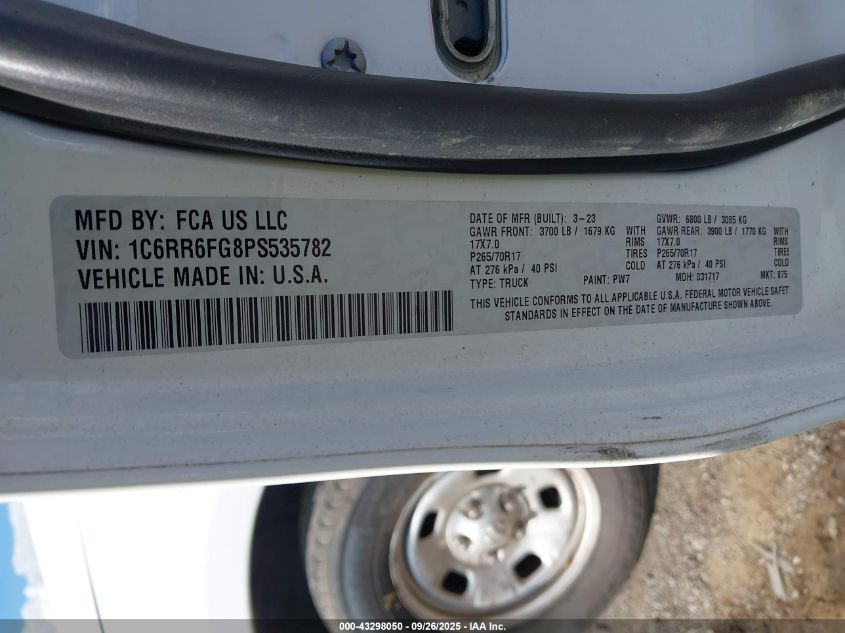 MFD BY: FCA US LLC
VIN: 1C6RR6FG8PS535782
VEHICLE MADE IN: U.S.A.
DATE OF MFR (BUILT): 3-23
GVWR: 6800 LB / 3085 KG
GAWR FRONT: 3700 LB / 1679 KG WITH
GAWR REAR: 3900 LB / 1770 KG WITH
17X7.0 RIMS
17X7.0 RIMS
P265/70R17 TIRES
P265/70R17 TIRES
AT 276 kPa / 40 PSI COLD
AT 276 kPa / 40 PSI COLD
TYPE: TRUCK PAINT: PW7 MDH: 031717 MKT: 875
THIS VEHICLE CONFORMS TO ALL APPLICABLE U.S.A. FEDERAL MOTOR VEHICLE SAFET
STANDARDS IN EFFECT ON THE DATE OF MANUFACTURE SHOWN ABOVE.
000-43298050 - 09/26/2025 - IAA Inc.